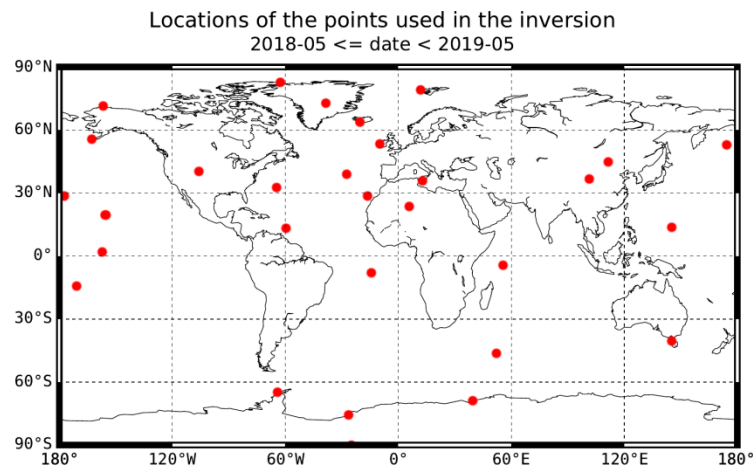 Locations of the points used in the inversion
2018-05 <= date < 2019-05
90°N
60°N
30°N
0°
30°S
60°S
90°S
180° 120°W 60°W 0° 60°E 120°E 180°